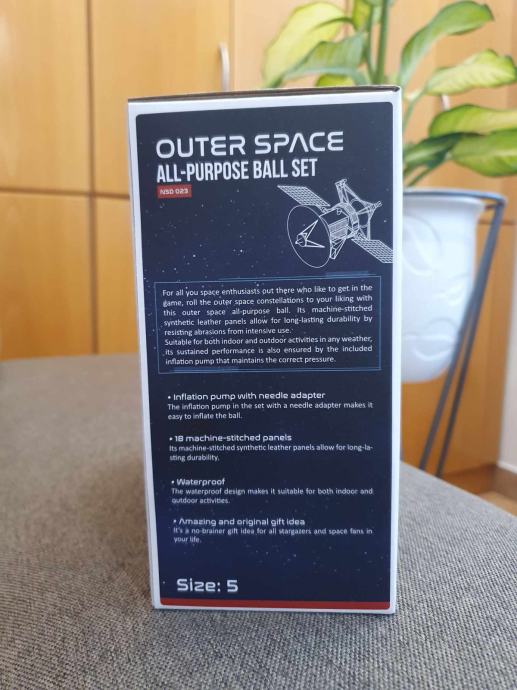 OUTER SPACE
ALL-PURPOSE BALL SET
NSD 023
For all you space enthusiasts out there who like to get in the
game, roll the outer space constellations to your liking with
this outer space all-purpose ball. Its machine-stitched
synthetic leather panels allow for long-lasting durability by
resisting abrasions from intensive use.
Suitable for both indoor and outdoor activities in any weather,
its sustained performance is also ensured by the included
inflation pump that maintains the correct pressure.
• Inflation pump with needle adapter
The inflation pump in the set with a needle adapter makes it
easy to inflate the ball.
• 18 machine-stitched panels
Its machine-stitched synthetic leather panels allow for long-la-
sting durability.
• Waterproof
The waterproof design makes it suitable for both indoor and
outdoor activities.
• Amazing and original gift idea
It's a no-brainer gift idea for all stargazers and space fans in
your life.
Size: 5